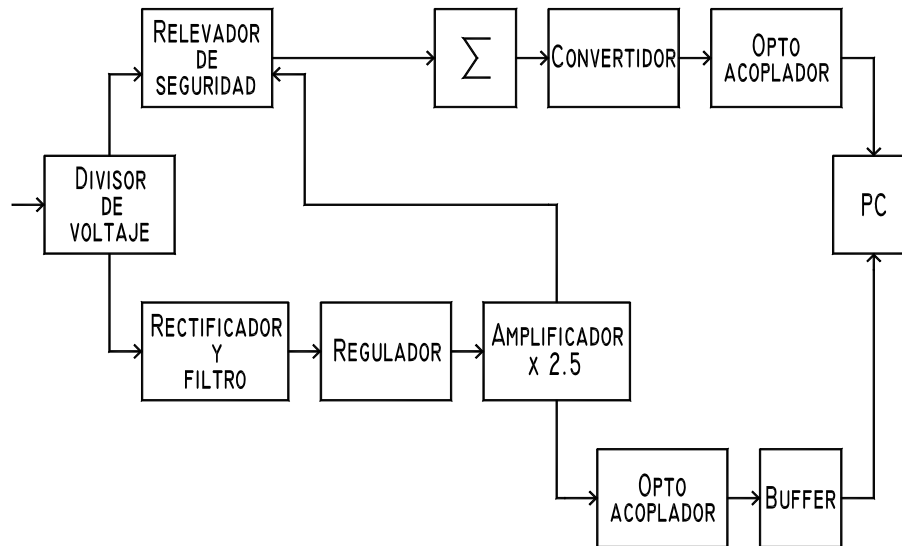 Relevador
de
seguridad
Σ
Convertidor
Opto
acoplador
Divisor
de
voltaje
PC
Rectificador
y
filtro
Regulador
Amplificador
x 2.5
Opto
acoplador
Buffer